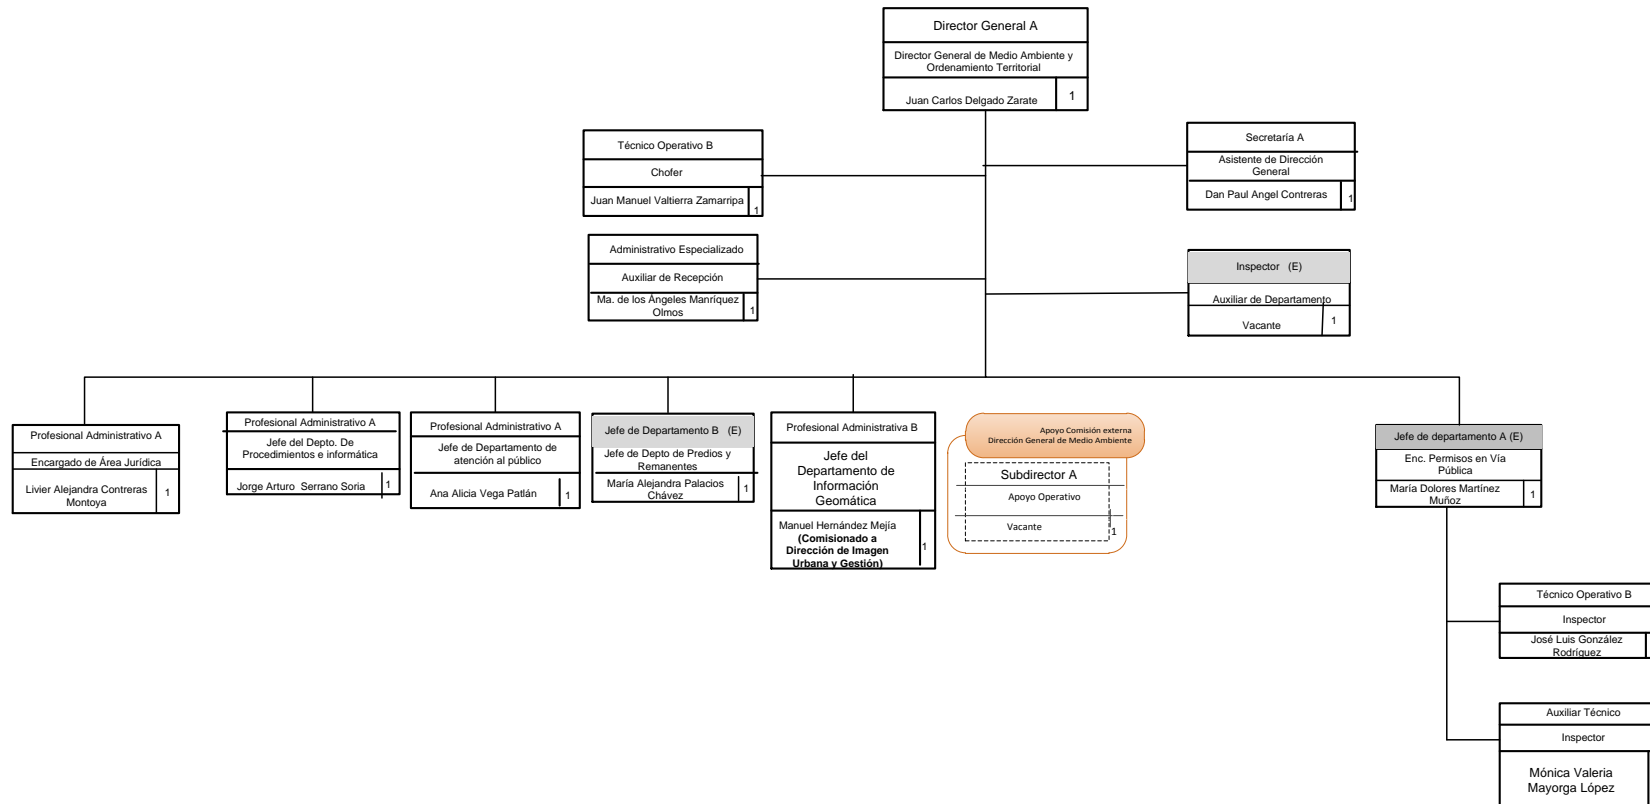 Director General A
Director General de Medio Ambiente y
Ordenamiento Territorial
Juan Carlos Delgado Zarate
1
Técnico Operativo B
Chofer
Juan Manuel Valtierra Zamarripa
1
Secretaría A
Asistente de Dirección
General
Dan Paul Angel Contreras
1
Administrativo Especializado
Auxiliar de Recepción
Ma. de los Ángeles Manríquez
Olmos
1
Inspector (E)
Auxiliar de Departamento
Vacante
1
Profesional Administrativo A
Encargado de Área Jurídica
Livier Alejandra Contreras
Montoya
1
Profesional Administrativo A
Jefe del Depto. De
Procedimientos e informática
Jorge Arturo Serrano Soria
1
Profesional Administrativo A
Jefe de Departamento de
atención al público
Ana Alicia Vega Patlán
1
Jefe de Departamento B (E)
Jefe de Depto de Predios y
Remanentes
María Alejandra Palacios
Chávez
1
Profesional Administrativa B
Jefe del
Departamento de
Información
Geomática
Manuel Hernández Mejía
(Comisionado a
Dirección de Imagen
Urbana y Gestión)
1
Apoyo Comisión externa
Dirección General de Medio Ambiente
Subdirector A
Apoyo Operativo
Vacante
1
Jefe de departamento A (E)
Enc. Permisos en Vía
Pública
María Dolores Martínez
Muñoz
1
Técnico Operativo B
Inspector
José Luis González
Rodríguez
Auxiliar Técnico
Inspector
Mónica Valeria
Mayorga López